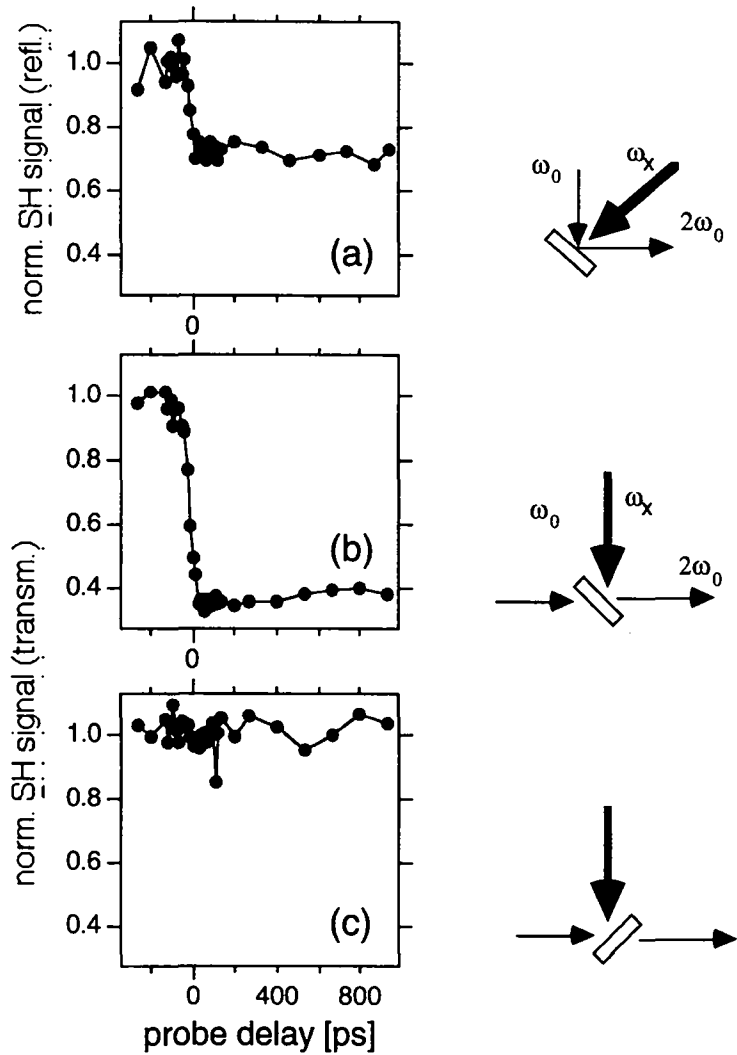 norm. SH signal (refl.)
1.0
0.8
0.6
0.4
(a)
0
ω₀
ωₓ
2ω₀
norm. SH signal (transm.)
1.0
0.8
0.6
0.4
(b)
0
ω₀
ωₓ
2ω₀
1.0
0.8
0.6
0.4
(c)
0 400 800
probe delay [ps]